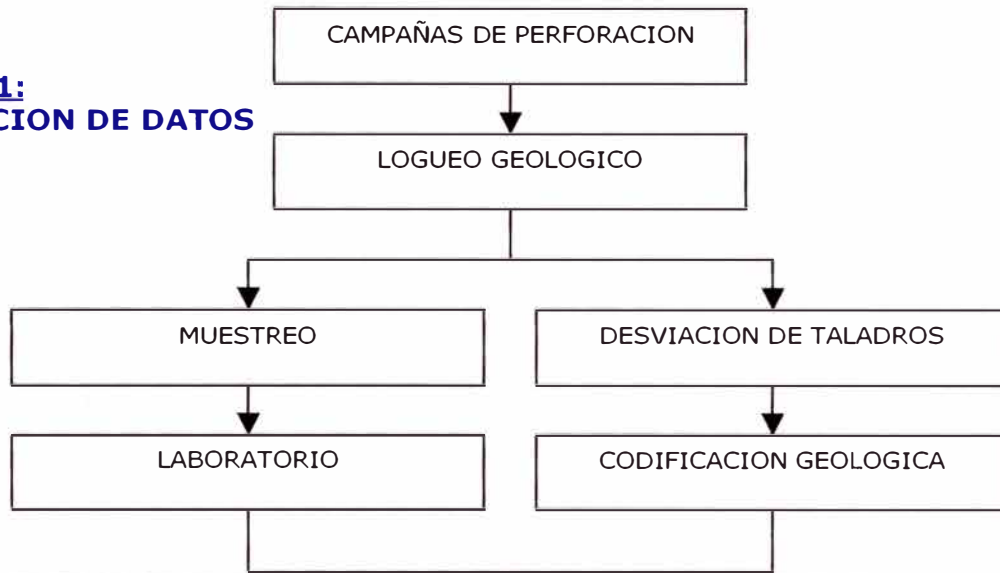 CAMPAÑAS DE PERFORACION
1:
CION DE DATOS
LOGUEO GEOLOGICO
MUESTREO
DESVIACION DE TALADROS
LABORATORIO
CODIFICACION GEOLOGICA